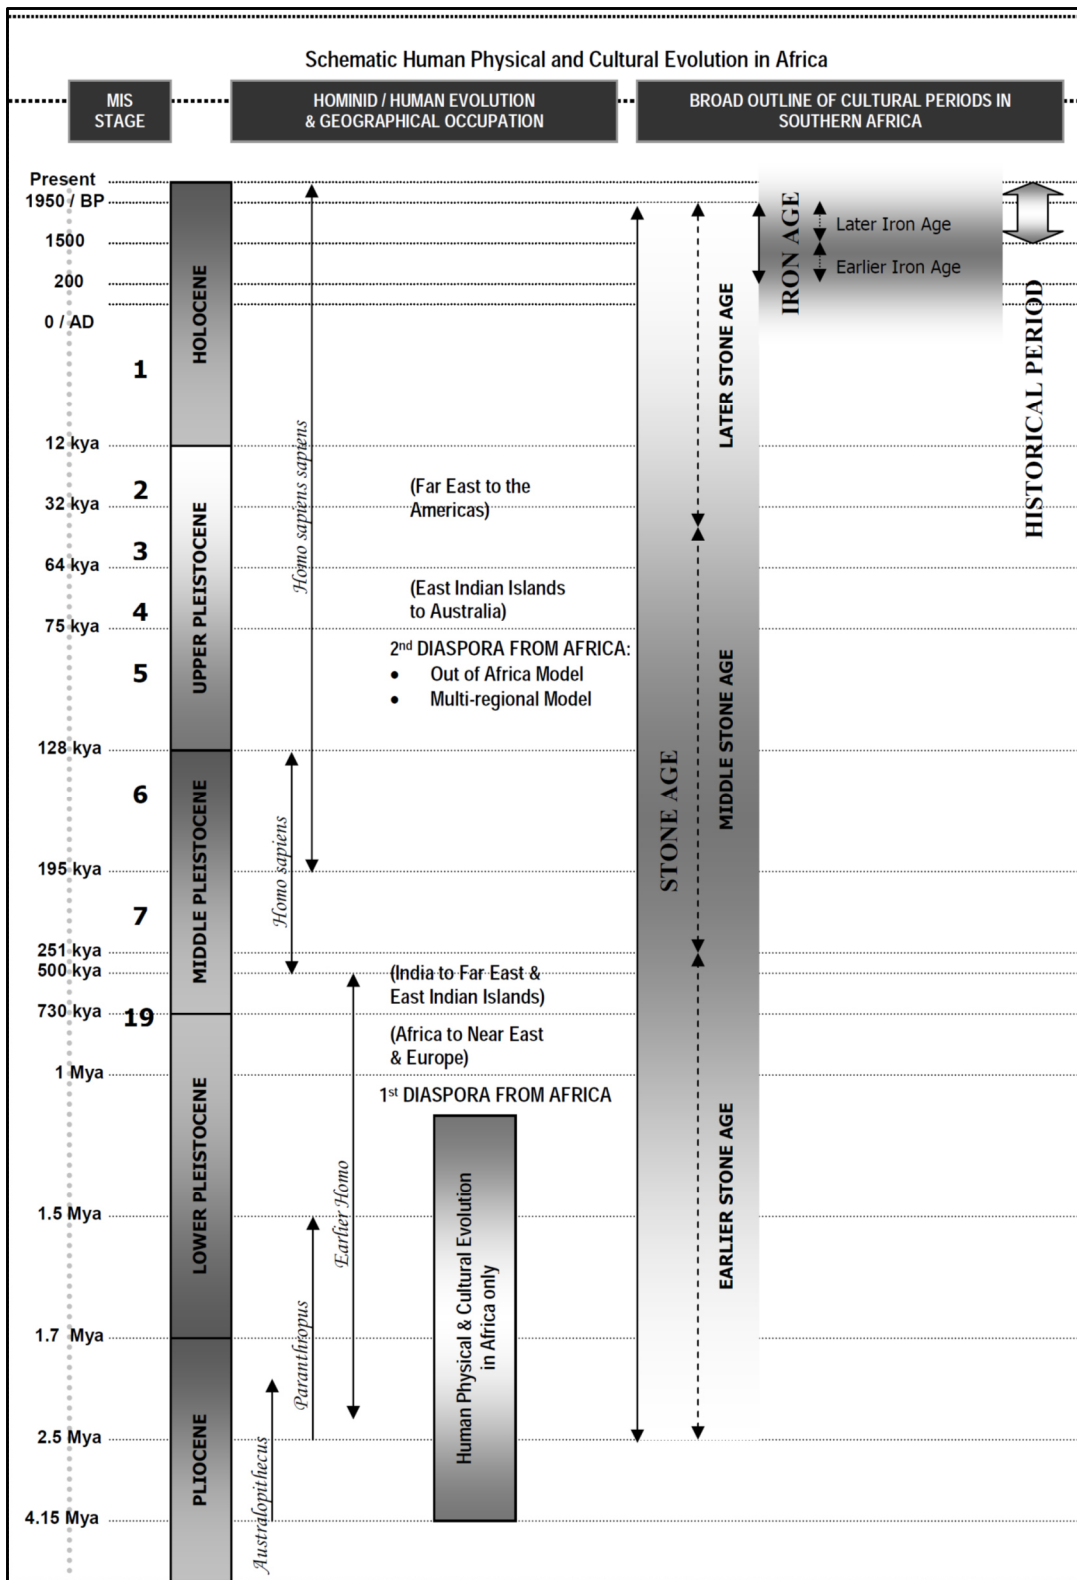 Schematic Human Physical and Cultural Evolution in Africa
MIS
STAGE
HOMINID / HUMAN EVOLUTION
& GEOGRAPHICAL OCCUPATION
BROAD OUTLINE OF CULTURAL PERIODS IN
SOUTHERN AFRICA
Present
1950 / BP
1500
200
0 / AD
1
12 kya
2
32 kya
3
64 kya
4
75 kya
5
128 kya
6
195 kya
7
251 kya
500 kya
730 kya
19
1 Mya
1.5 Mya
1.7 Mya
2.5 Mya
4.15 Mya
HOLOCENE
UPPER PLEISTOCENE
MIDDLE PLEISTOCENE
LOWER PLEISTOCENE
PLIOCENE
Homo sapiens sapiens
Homo sapiens
Earlier Homo
Paranthropus
Australopithecus
(Far East to the
Americas)
(East Indian Islands
to Australia)
2nd DIASPORA FROM AFRICA:
• Out of Africa Model
• Multi-regional Model
(India to Far East &
East Indian Islands)
(Africa to Near East
& Europe)
1st DIASPORA FROM AFRICA
Human Physical & Cultural Evolution
in Africa only
STONE AGE
LATER STONE AGE
MIDDLE STONE AGE
EARLIER STONE AGE
IRON AGE
Later Iron Age
Earlier Iron Age
HISTORICAL PERIOD